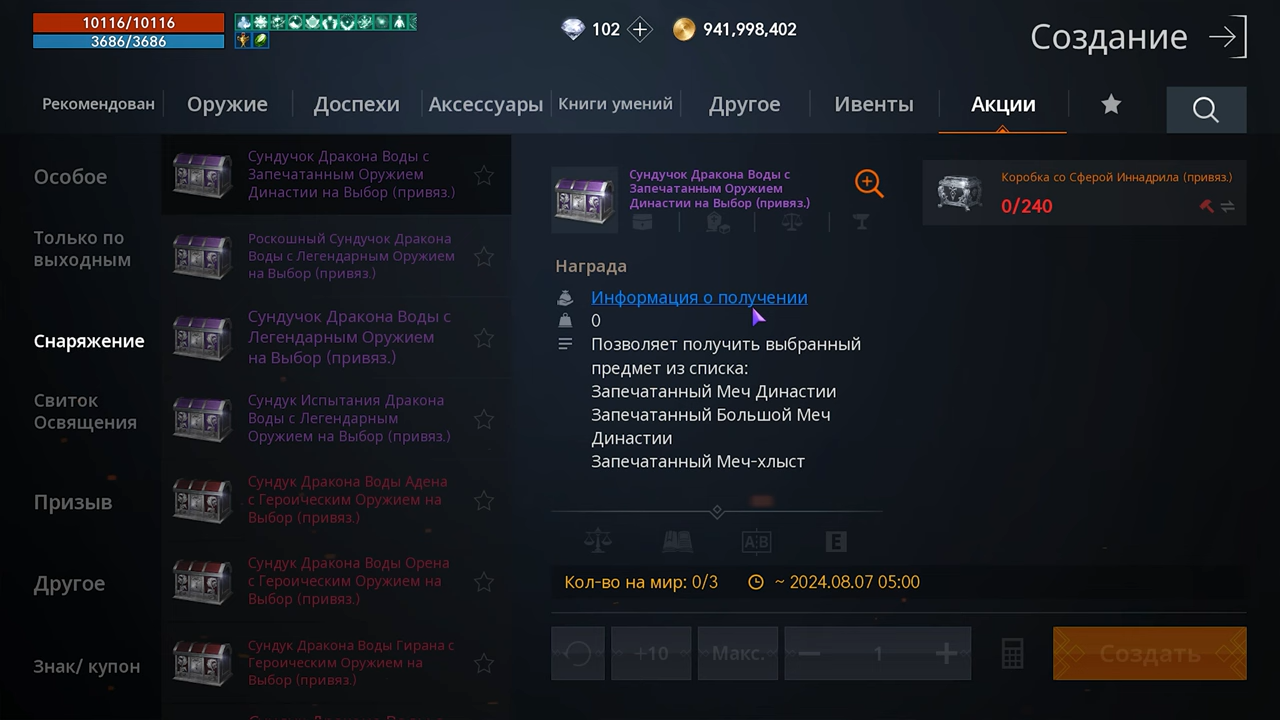 10116/10116
3686/3686
102
941,998,402
Создание
Рекомендован
Оружие
Доспехи
Аксессуары
Книги умений
Другое
Ивенты
Акции
Особое
Только по
выходным
Снаряжение
Свиток
Освящения
Призыв
Другое
Знак/ купон
Сундучок Дракона Воды с
Запечатанным Оружием
Династии на Выбор (привяз.)
Роскошный Сундучок Дракона
Воды с Легендарным Оружием
на Выбор (привяз.)
Сундучок Дракона Воды с
Легендарным Оружием
на Выбор (привяз.)
Сундук Испытания Дракона
Воды с Легендарным
Оружием на Выбор (привяз.)
Сундук Дракона Воды Адена
с Героическим Оружием на
Выбор (привяз.)
Сундук Дракона Воды Орена
с Героическим Оружием на
Выбор (привяз.)
Сундук Дракона Воды Гирана с
Героическим Оружием на
Выбор (привяз.)
Сундучок Дракона Воды с
Запечатанным Оружием
Династии на Выбор (привяз.)
Награда
Информация о получении
0
Позволяет получить выбранный
предмет из списка:
Запечатанный Меч Династии
Запечатанный Большой Меч
Династии
Запечатанный Меч-хлыст
A B
E
Кол-во на мир: 0/3
~ 2024.08.07 05:00
+10
Макс.
1
Создать
Коробка со Сферой Иннадрила (привяз.)
0/240